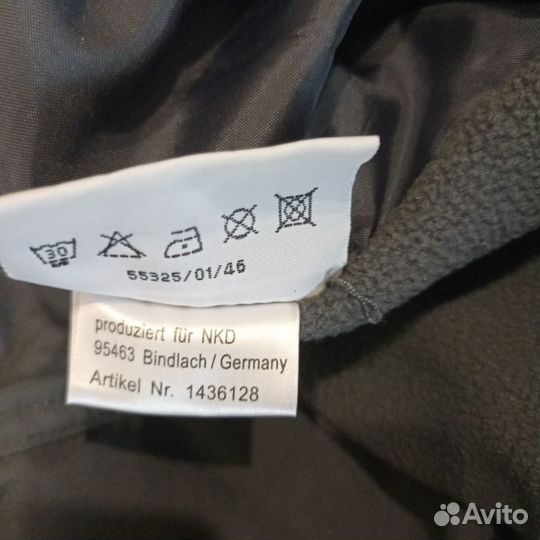 30
55325/01/46
produziert für NKD
95463 Bindlach / Germany
Artikel Nr. 1436128
Avito